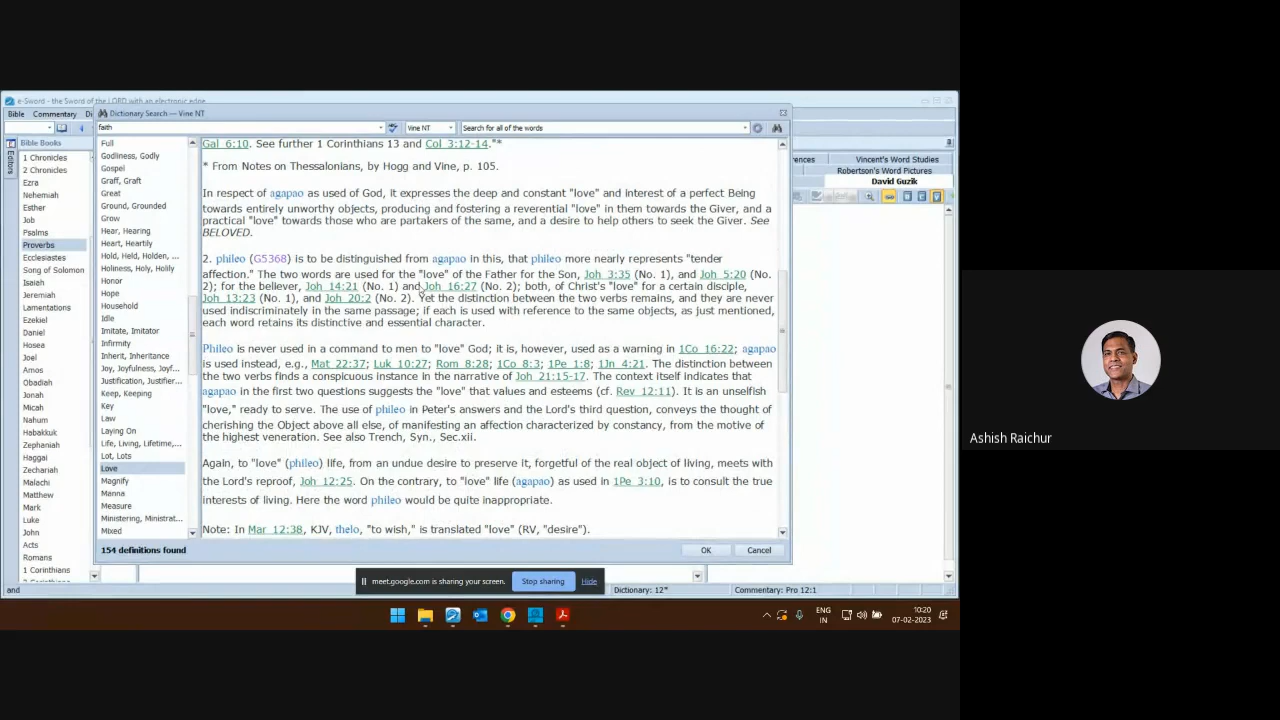 e-Sword - the Sword of the LORD with an electronic edge
Bible Commentary Di
Dictionary Search — Vine NT
faith
Vine NT
Search for all of the words
Editors
Bible Books
1 Chronicles
2 Chronicles
Ezra
Nehemiah
Esther
Job
Psalms
Proverbs
Ecclesiastes
Song of Solomon
Isaiah
Jeremiah
Lamentations
Ezekiel
Daniel
Hosea
Joel
Amos
Obadiah
Jonah
Micah
Nahum
Habakkuk
Zephaniah
Haggai
Zechariah
Malachi
Matthew
Mark
Luke
John
Acts
Romans
1 Corinthians
Full
Godliness, Godly
Gospel
Graff, Graft
Great
Ground, Grounded
Grow
Hear, Hearing
Heart, Heartily
Hold, Held, Holden, ...
Holiness, Holy, Holily
Honor
Hope
Household
Idle
Imitate, Imitator
Infirmity
Inherit, Inheritance
Joy, Joyfulness, Joyf...
Justification, Justifier...
Keep, Keeping
Key
Law
Laying On
Life, Living, Lifetime,...
Lot, Lots
Love
Magnify
Manna
Measure
Ministering, Ministrat...
Mixed
Gal 6:10. See further 1 Corinthians 13 and Col 3:12-14."*
* From Notes on Thessalonians, by Hogg and Vine, p. 105.
In respect of agapao as used of God, it expresses the deep and constant "love" and interest of a perfect Being
towards entirely unworthy objects, producing and fostering a reverential "love" in them towards the Giver, and a
practical "love" towards those who are partakers of the same, and a desire to help others to seek the Giver. See
BELOVED.
2. phileo (G5368) is to be distinguished from agapao in this, that phileo more nearly represents "tender
affection." The two words are used for the "love" of the Father for the Son, Joh 3:35 (No. 1), and Joh 5:20 (No.
2); for the believer, Joh 14:21 (No. 1) and Joh 16:27 (No. 2); both, of Christ's "love" for a certain disciple,
Joh 13:23 (No. 1), and Joh 20:2 (No. 2). Yet the distinction between the two verbs remains, and they are never
used indiscriminately in the same passage; if each is used with reference to the same objects, as just mentioned,
each word retains its distinctive and essential character.
Phileo is never used in a command to men to "love" God; it is, however, used as a warning in 1Co 16:22; agapao
is used instead, e.g., Mat 22:37; Luk 10:27; Rom 8:28; 1Co 8:3; 1Pe 1:8; 1Jn 4:21. The distinction between
the two verbs finds a conspicuous instance in the narrative of Joh 21:15-17. The context itself indicates that
agapao in the first two questions suggests the "love" that values and esteems (cf. Rev 12:11). It is an unselfish
"love," ready to serve. The use of phileo in Peter's answers and the Lord's third question, conveys the thought of
cherishing the Object above all else, of manifesting an affection characterized by constancy, from the motive of
the highest veneration. See also Trench, Syn., Sec.xii.
Again, to "love" (phileo) life, from an undue desire to preserve it, forgetful of the real object of living, meets with
the Lord's reproof, Joh 12:25. On the contrary, to "love" life (agapao) as used in 1Pe 3:10, is to consult the true
interests of living. Here the word phileo would be quite inappropriate.
Note: In Mar 12:38, KJV, thelo, "to wish," is translated "love" (RV, "desire").
154 definitions found
OK
Cancel
ences
Vincent's Word Studies
Robertson's Word Pictures
David Guzik
meet.google.com is sharing your screen.
Stop sharing
Hide
and
Dictionary: 12*
Commentary: Pro 12:1
ENG
IN
10:20
07-02-2023
Ashish Raichur